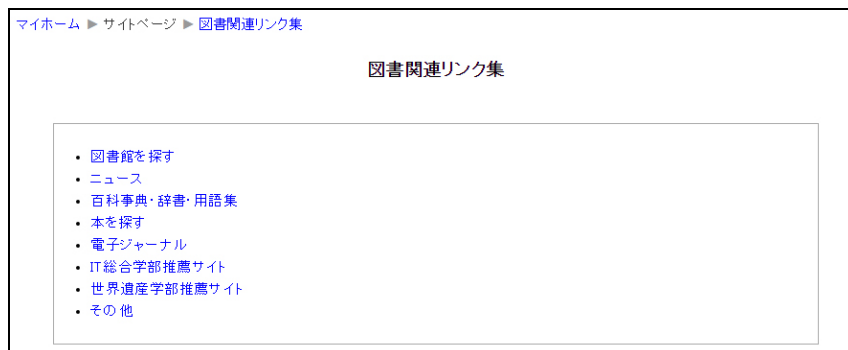 マイホーム ▶ サイトページ ▶ 図書関連リンク集
図書関連リンク集
• 図書館を探す
• ニュース
• 百科事典・辞書・用語集
• 本を探す
• 電子ジャーナル
• IT総合学部推薦サイト
• 世界遺産学部推薦サイト
• その他